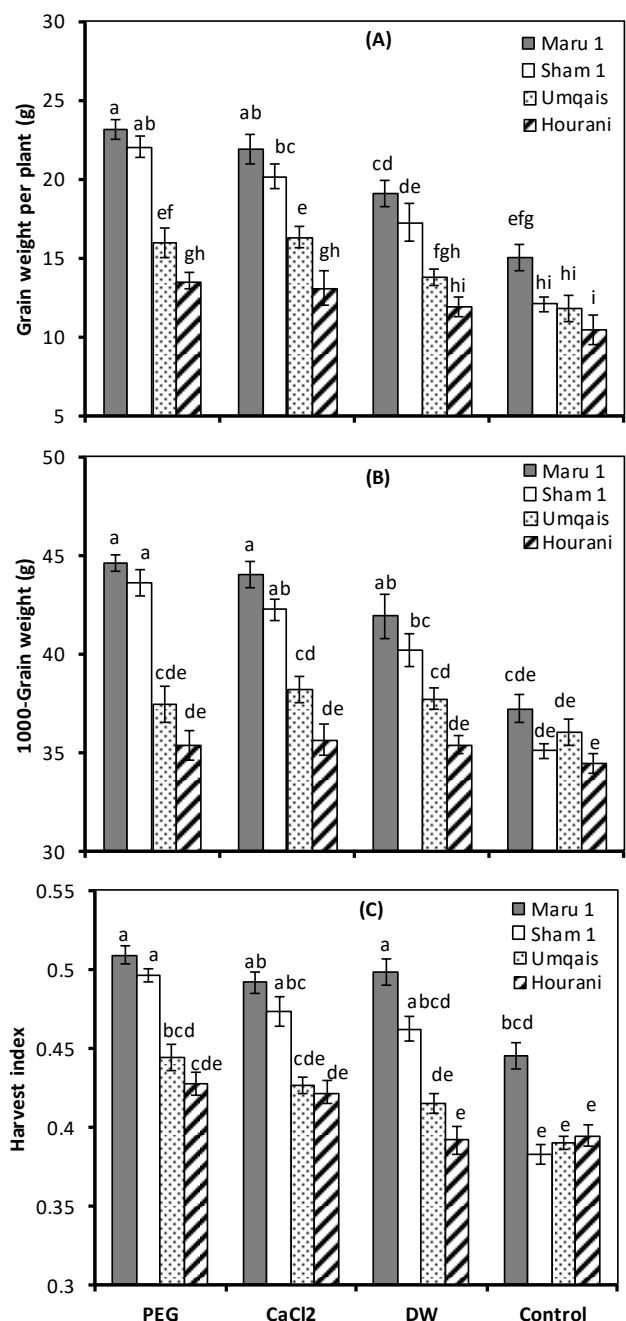 30
25
20
15
10
5
Grain weight per plant (g)
(A)
Maru 1
Sham 1
Umqais
Hourani
a ab ef gh
ab bc e gh
cd de fgh hi
efg hi hi i
50
45
40
35
30
1000-Grain weight (g)
(B)
Maru 1
Sham 1
Umqais
Hourani
a a cde de
a ab cd de
ab bc cd de
cde de de e
0.55
0.5
0.45
0.4
0.35
0.3
Harvest index
(C)
Maru 1
Sham 1
Umqais
Hourani
a a bcd cde
ab abc cde de
a abcd de e
bcd e e e
PEG CaCl2 DW Control